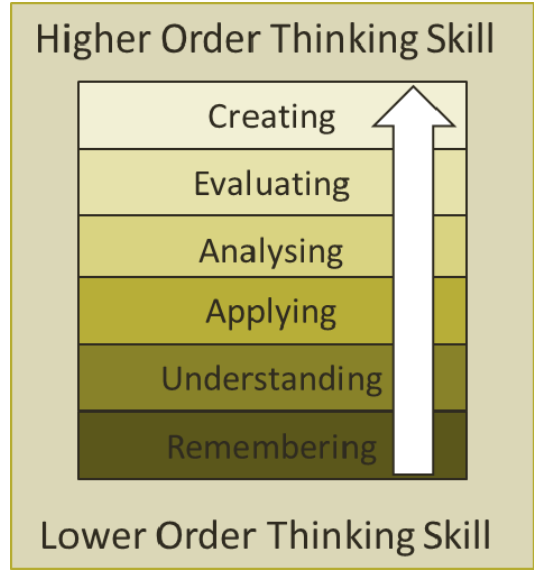 Higher Order Thinking Skill
Creating
Evaluating
Analysing
Applying
Understanding
Remembering
Lower Order Thinking Skill